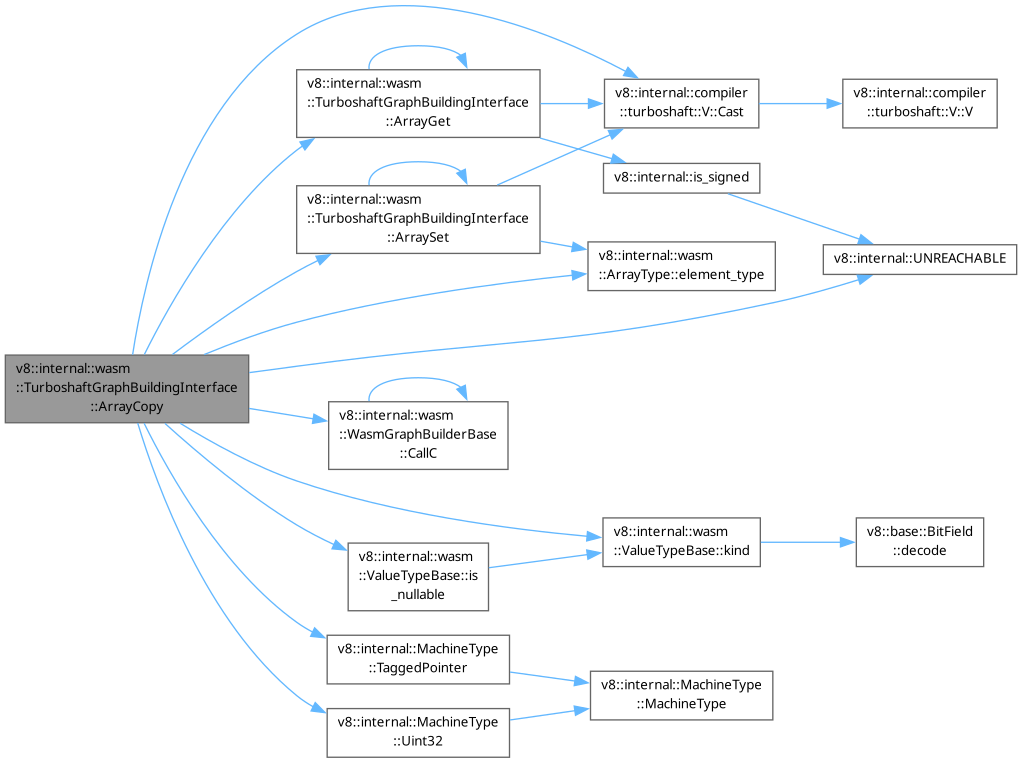 v8::internal::wasm
::TurboshaftGraphBuildingInterface
::ArrayCopy
v8::internal::wasm
::TurboshaftGraphBuildingInterface
::ArrayGet
v8::internal::compiler
::turboshaft::V::Cast
v8::internal::compiler
::turboshaft::V::V
v8::internal::is_signed
v8::internal::wasm
::TurboshaftGraphBuildingInterface
::ArraySet
v8::internal::wasm
::ArrayType::element_type
v8::internal::UNREACHABLE
v8::internal::wasm
::WasmGraphBuilderBase
::CallC
v8::internal::wasm
::ValueTypeBase::kind
v8::base::BitField
::decode
v8::internal::wasm
::ValueTypeBase::is
_nullable
v8::internal::MachineType
::TaggedPointer
v8::internal::MachineType
::MachineType
v8::internal::MachineType
::Uint32